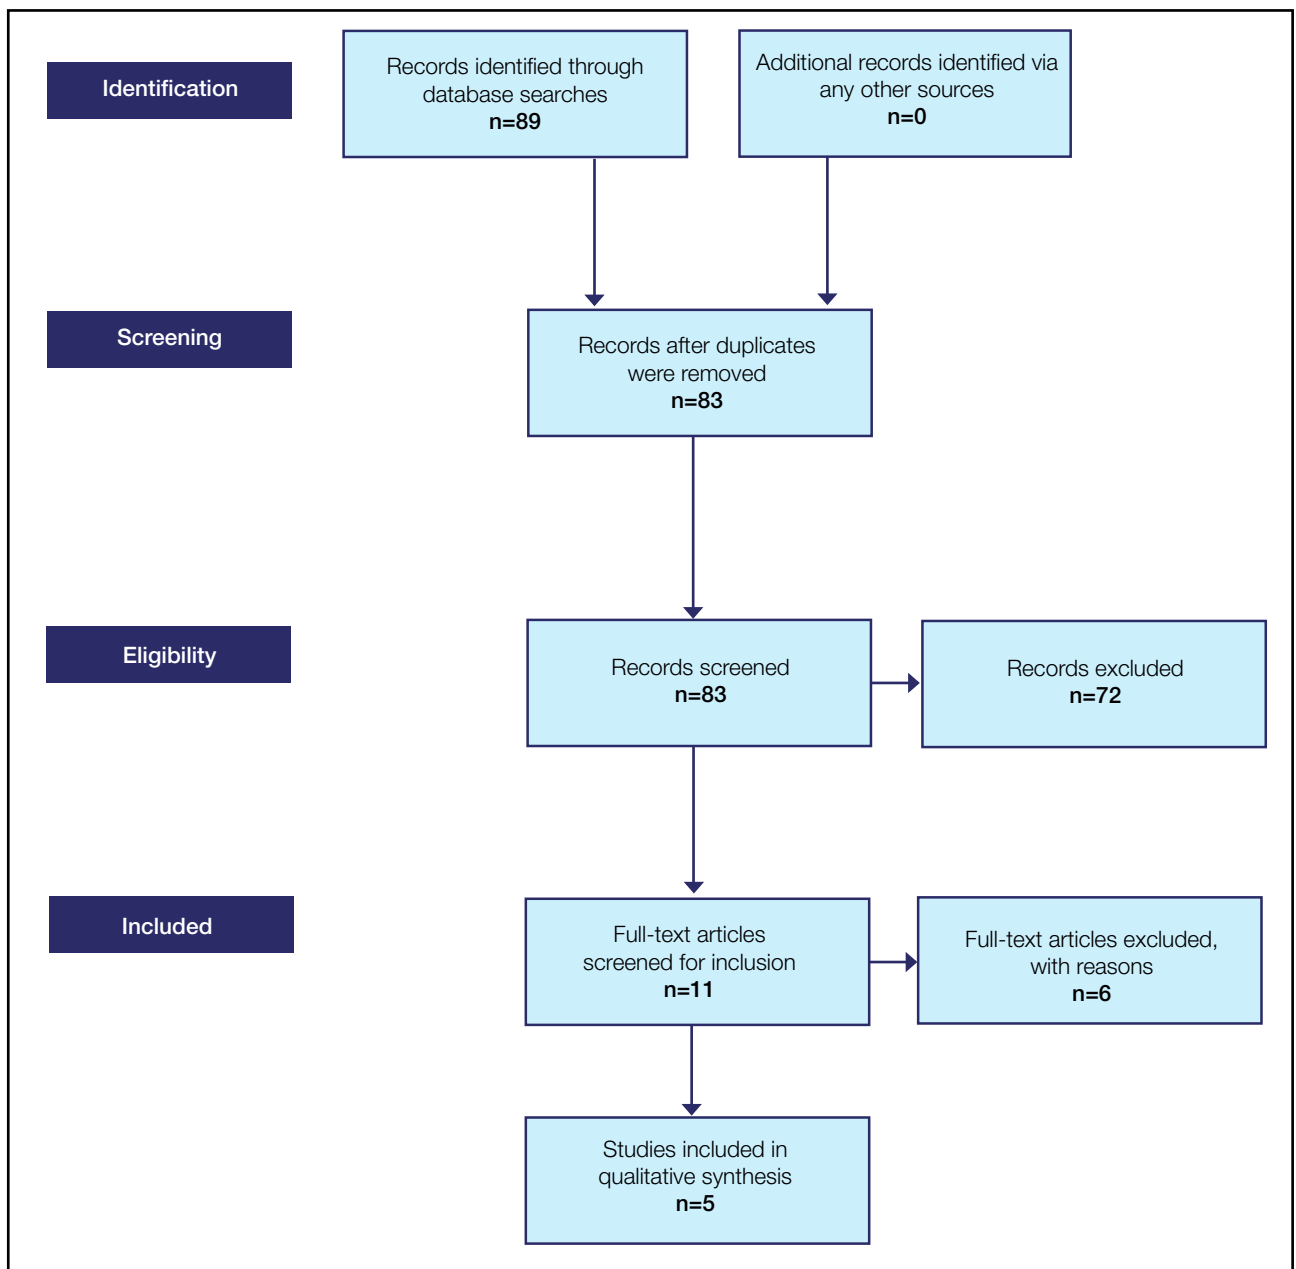 Identification
Records identified through
database searches
n=89
Additional records identified via
any other sources
n=0
Screening
Records after duplicates
were removed
n=83
Eligibility
Records screened
n=83
Records excluded
n=72
Included
Full-text articles
screened for inclusion
n=11
Full-text articles excluded,
with reasons
n=6
Studies included in
qualitative synthesis
n=5